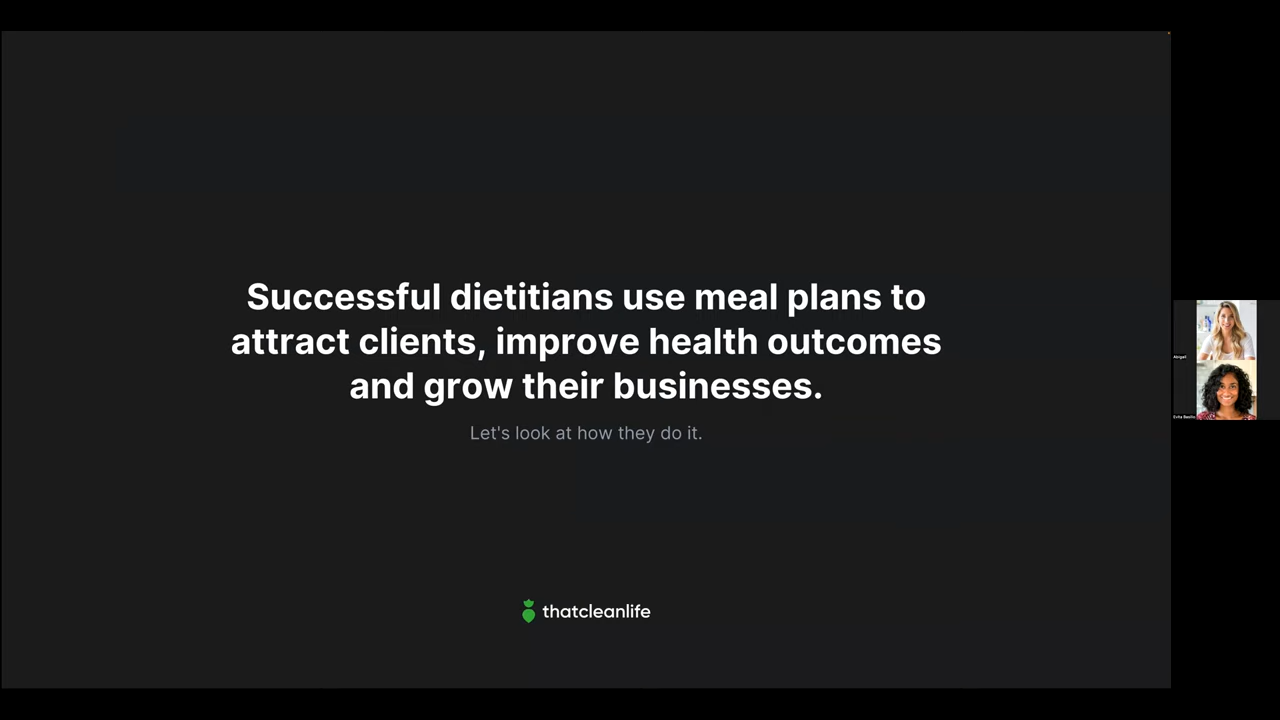 Successful dietitians use meal plans to
attract clients, improve health outcomes
and grow their businesses.
Let's look at how they do it.
thatcleanlife
Abigail